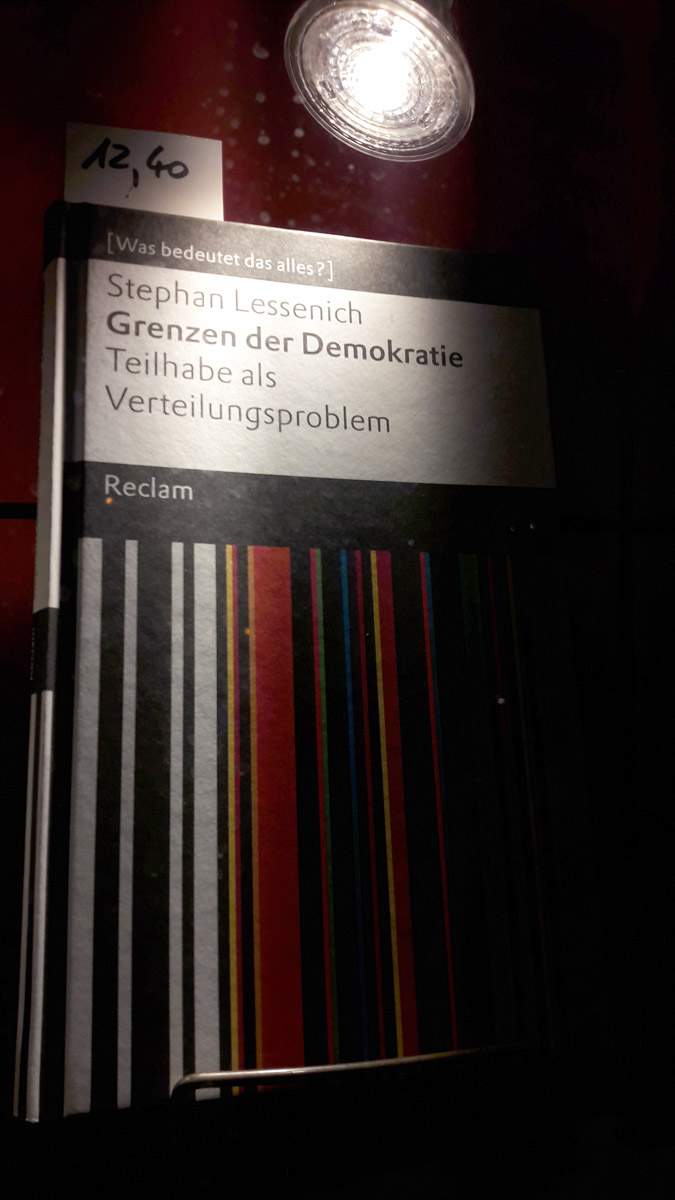 12,40
[Was bedeutet das alles?]
Stephan Lessenich
Grenzen der Demokratie
Teilhabe als
Verteilungsproblem
Reclam